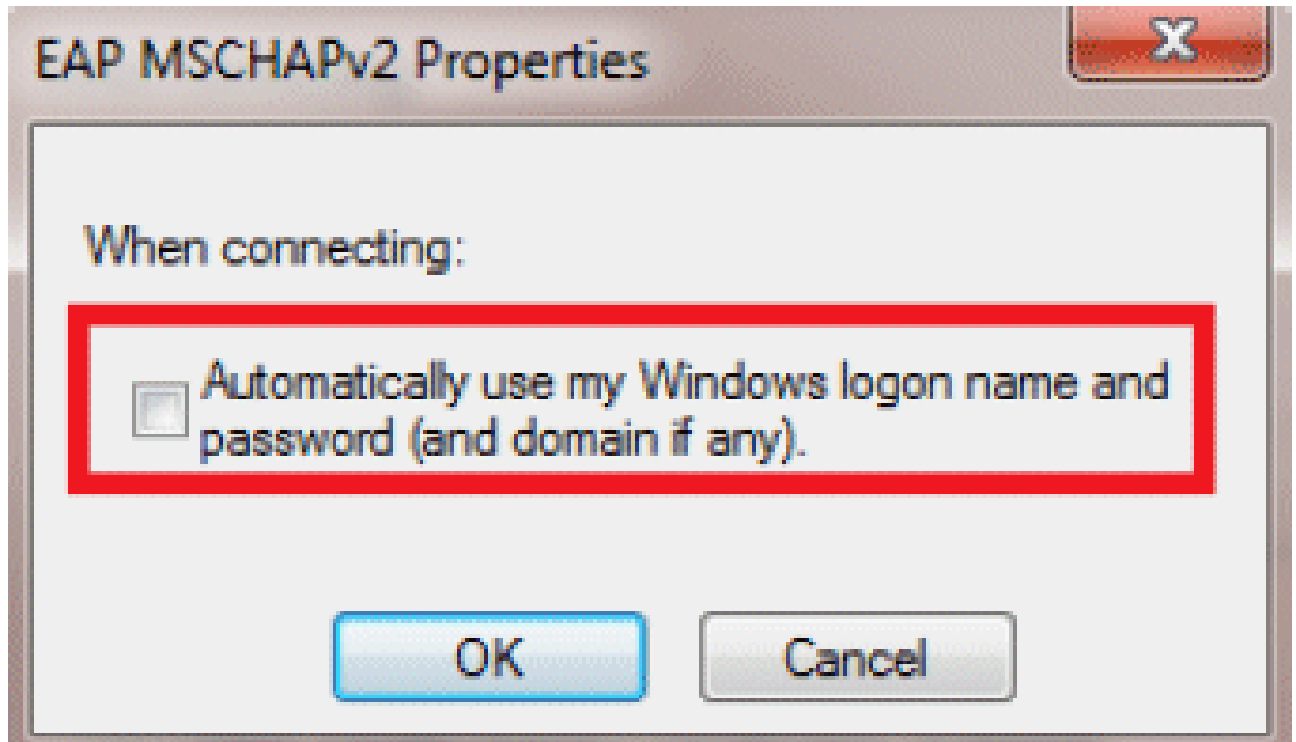 EAP MSCHAPv2 Properties
When connecting:
Automatically use my Windows logon name and
password (and domain if any).
OK
Cancel